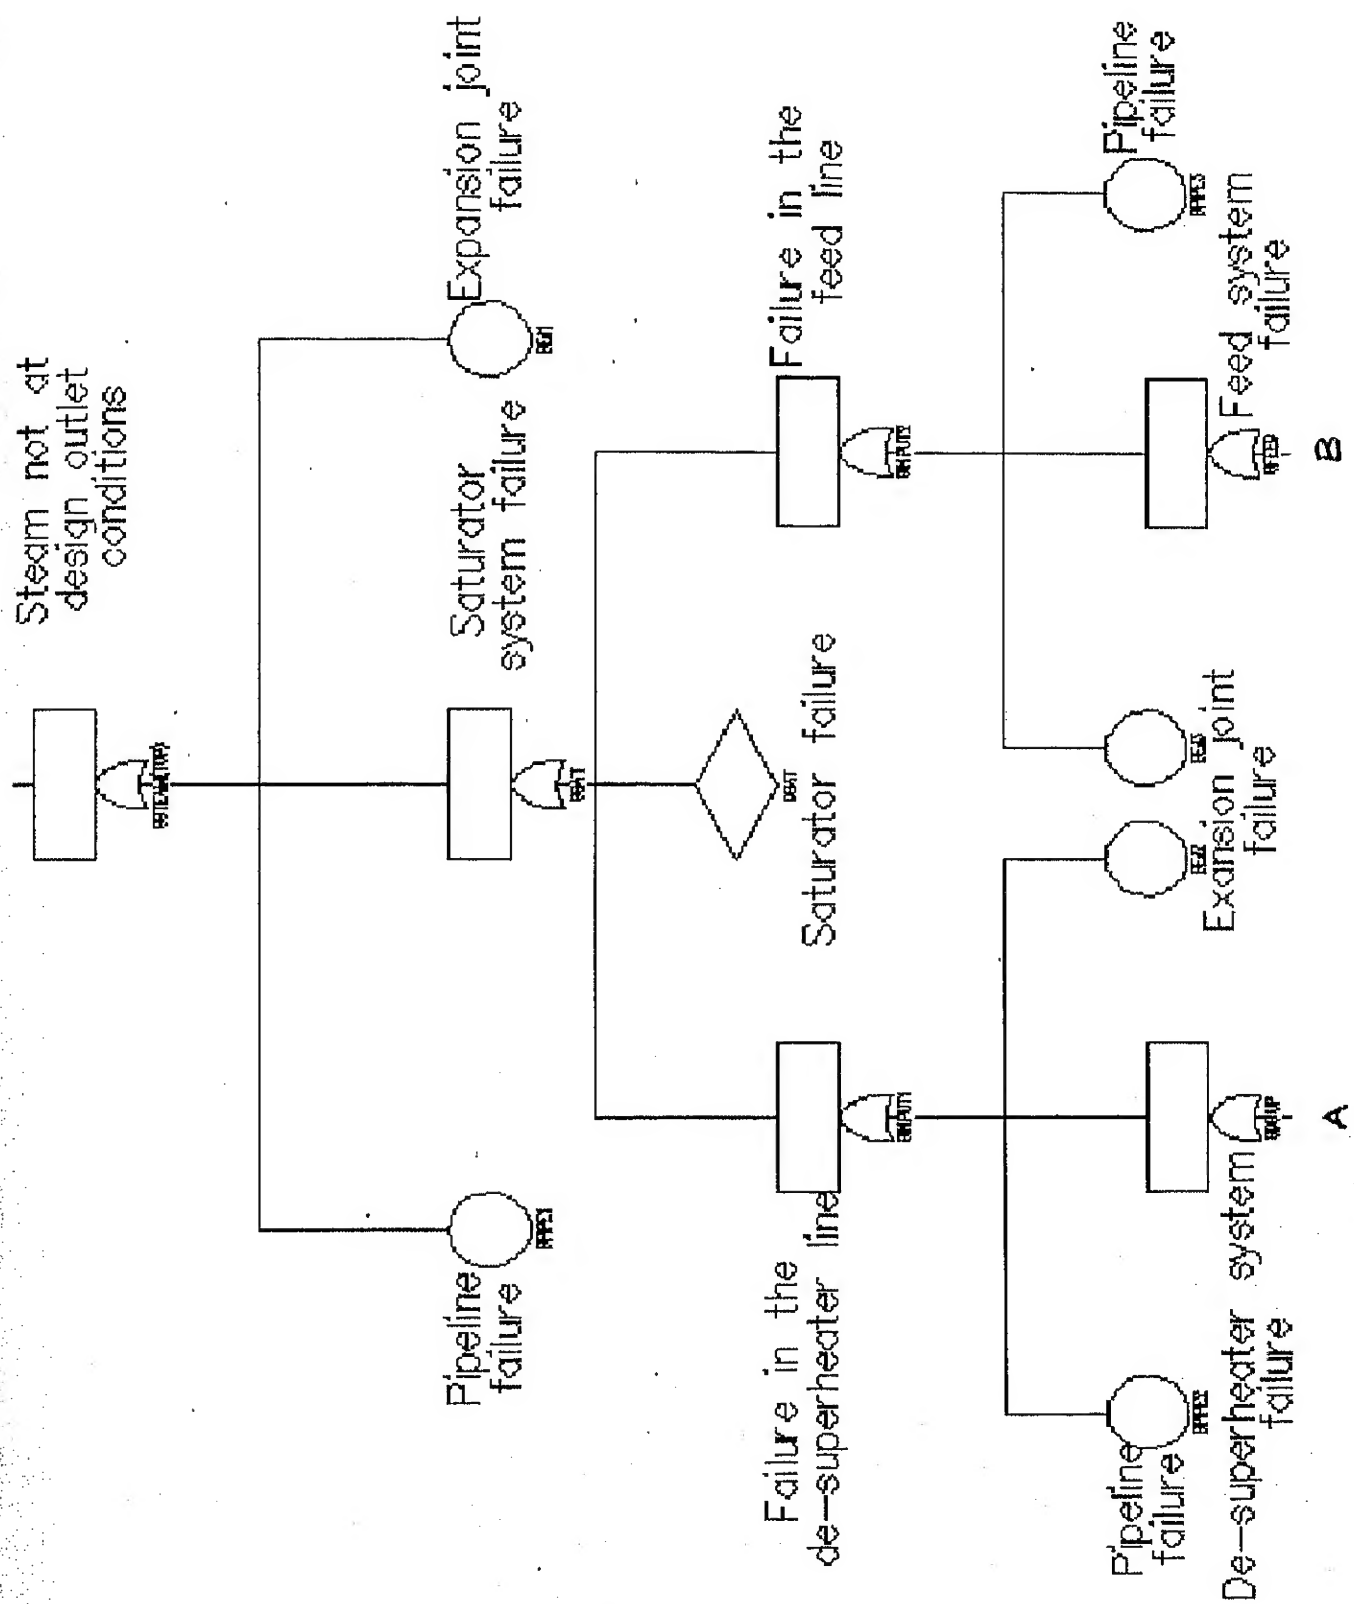 Steam not at
design outlet
conditions
Pipeline
failure
Saturator
system failure
Expansion joint
failure
Failure in the
de-superheater line
Saturator failure
Failure in the
feed line
Pipeline
failure
De-superheater system
failure
Exansion joint
failure
Feed system
failure
Pipeline
failure
A
B